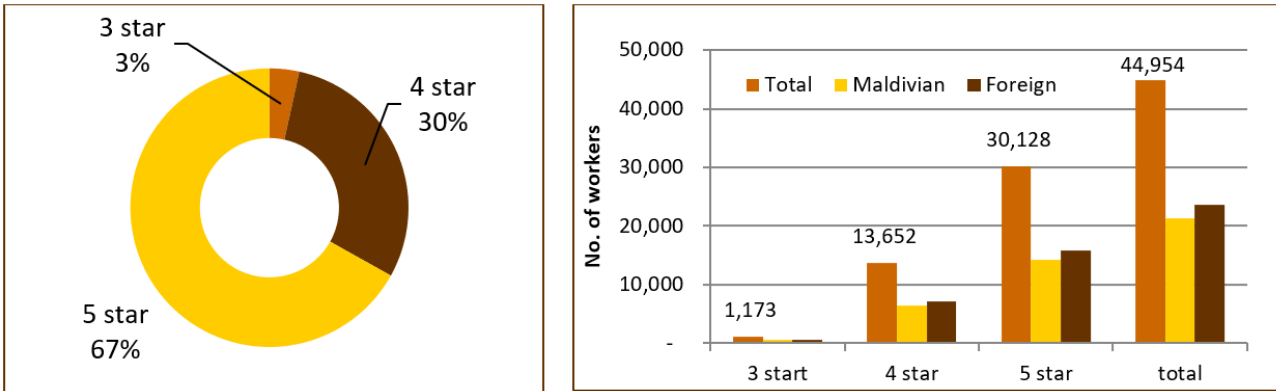 3 star
3%
4 star
30%
5 star
67%
50,000
40,000
30,000
20,000
10,000
-
No. of workers
Total Maldivian Foreign
1,173
13,652
30,128
44,954
3 start 4 star 5 star total